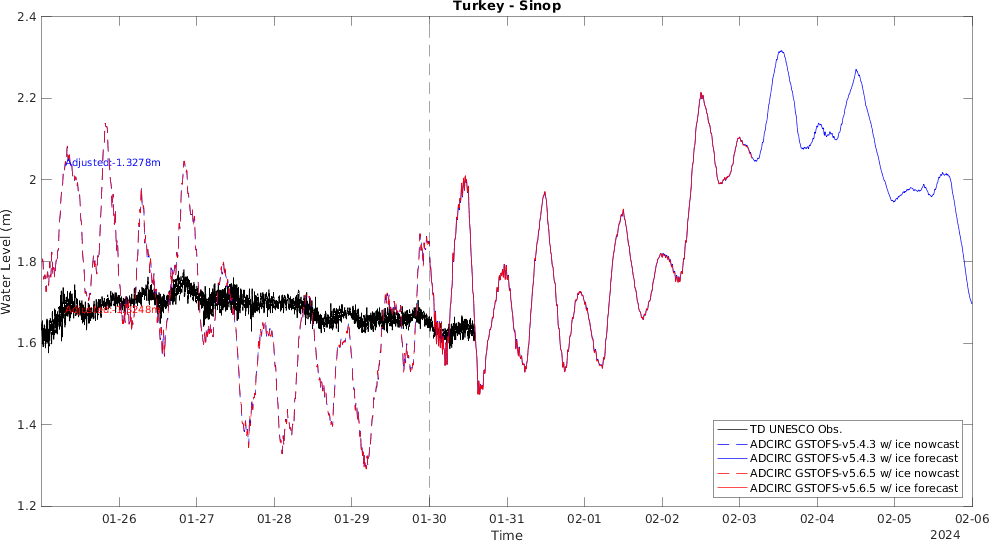 Turkey - Sinop
2.4
2.2
2
1.8
1.6
1.4
1.2
Water Level (m)
Adjusted:-1.3278m
TD UNESCO Obs.
ADCIRC GSTOFS-v5.4.3 w/ ice nowcast
ADCIRC GSTOFS-v5.4.3 w/ ice forecast
ADCIRC GSTOFS-v5.6.5 w/ ice nowcast
ADCIRC GSTOFS-v5.6.5 w/ ice forecast
01-26
01-27
01-28
01-29
01-30
01-31
02-01
02-02
02-03
02-04
02-05
02-06
Time
2024